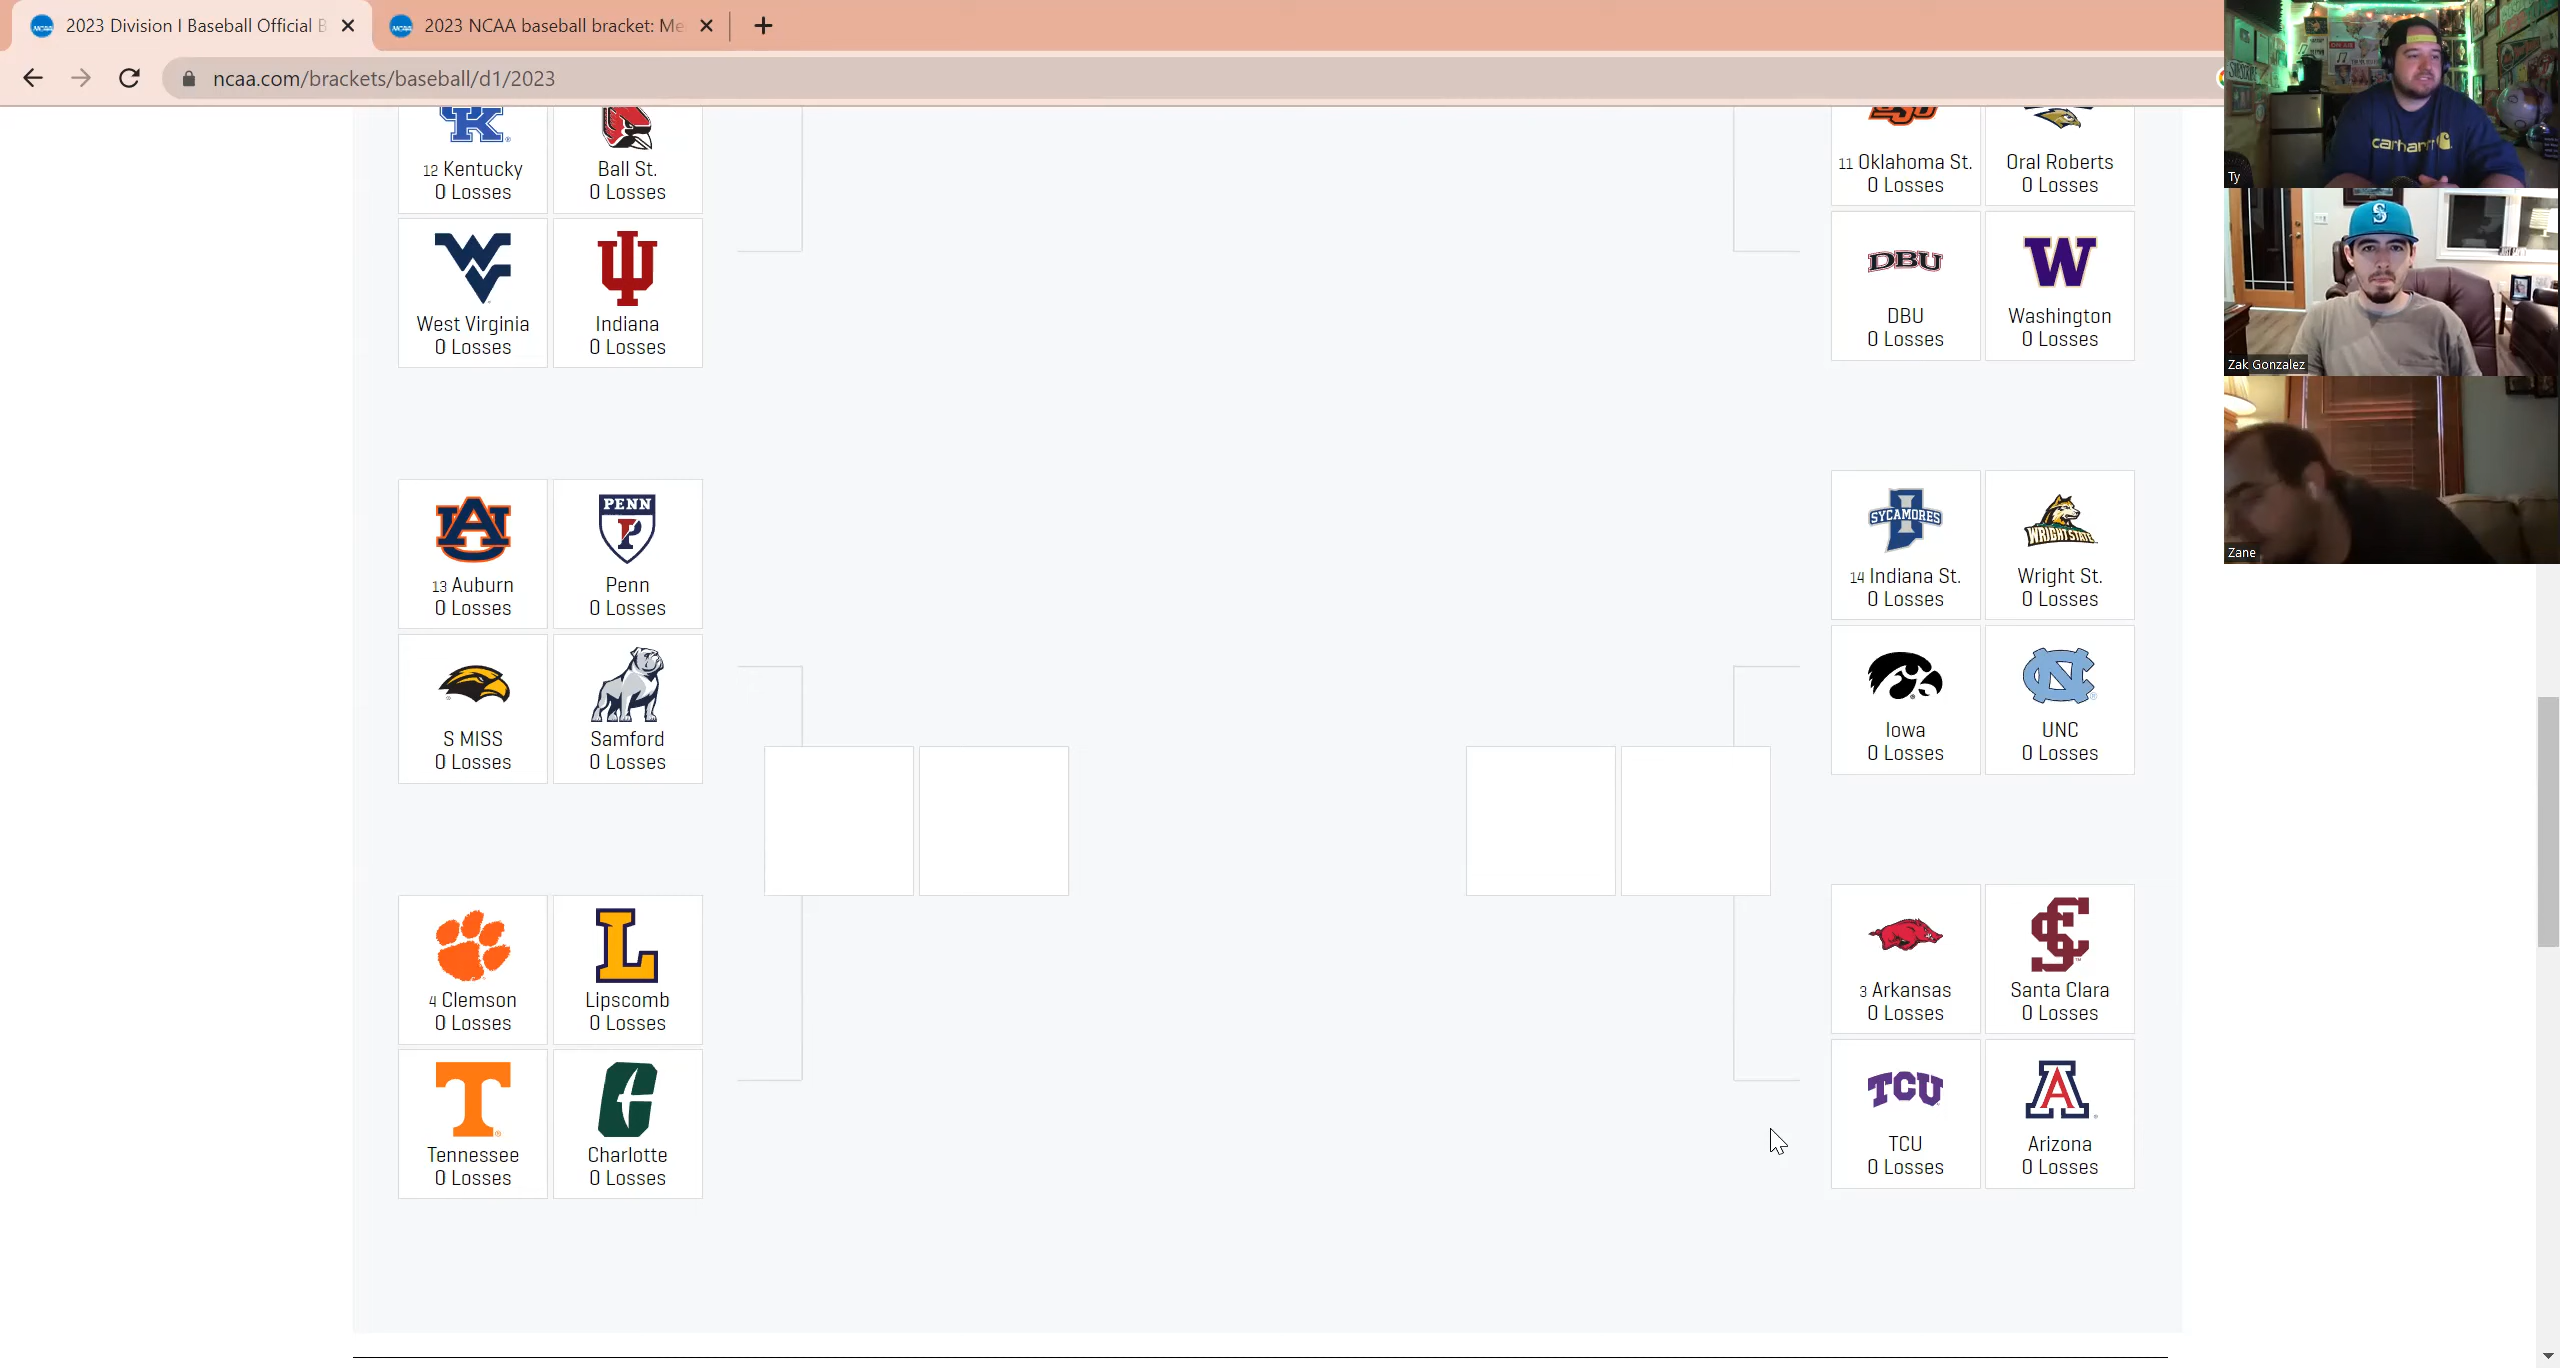 2023 Division I Baseball Official B
2023 NCAA baseball bracket: Me
ncaa.com/brackets/baseball/d1/2023
12 Kentucky
0 Losses
Ball St.
0 Losses
West Virginia
0 Losses
Indiana
0 Losses
PENN
13 Auburn
0 Losses
Penn
0 Losses
S MISS
0 Losses
Samford
0 Losses
4 Clemson
0 Losses
Lipscomb
0 Losses
Tennessee
0 Losses
Charlotte
0 Losses
11 Oklahoma St.
0 Losses
Oral Roberts
0 Losses
DBU
W
DBU
0 Losses
Washington
0 Losses
SYCAMORES
WRIGHT STATE
14 Indiana St.
0 Losses
Wright St.
0 Losses
Iowa
0 Losses
UNC
0 Losses
3 Arkansas
0 Losses
Santa Clara
0 Losses
TCU
TCU
0 Losses
Arizona
0 Losses
carhartt
Ty
Zak Gonzalez
Zane